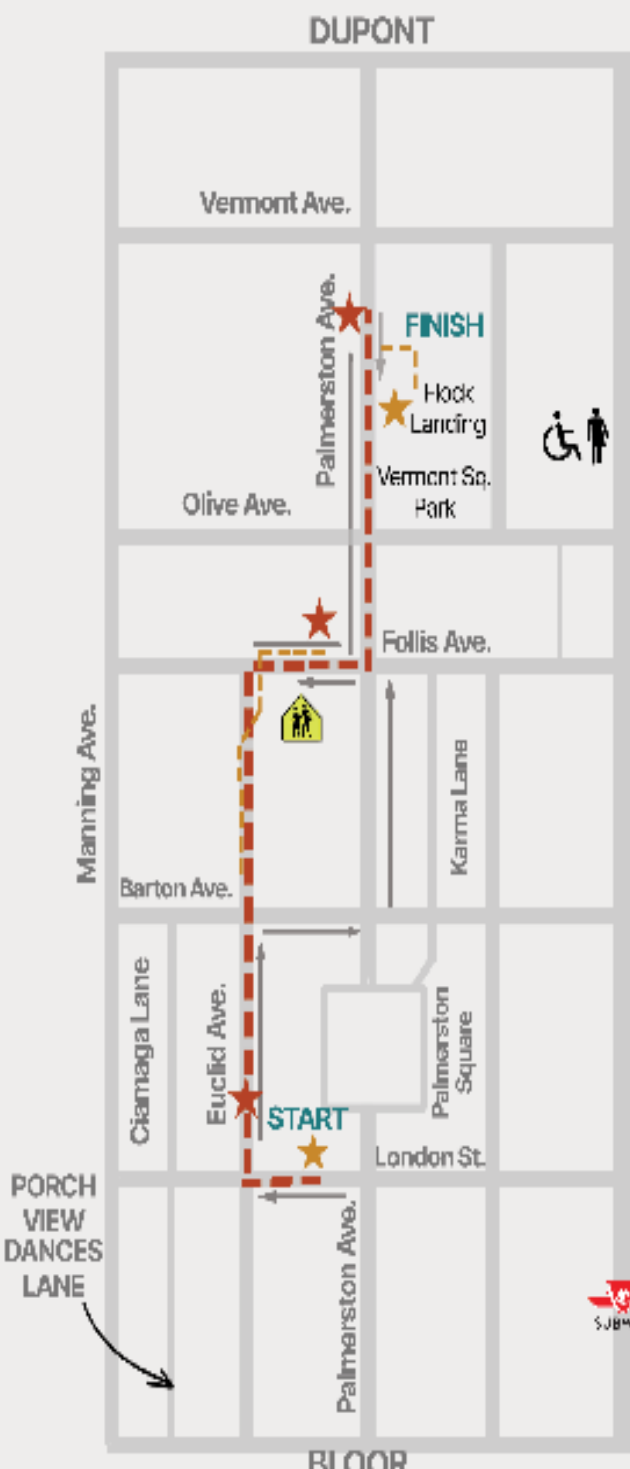 DUPONT
Vermont Ave.
Palmerston Ave.
FINISH
Flock
Landing
Vermont Sq.
Park
Olive Ave.
Follis Ave.
Manning Ave.
Karma Lane
Barton Ave.
Ciamaga Lane
Euclid Ave.
Palmerston
Square
START
London St.
PORCH
VIEW
DANCES
LANE
Palmerston Ave.
BLOOR